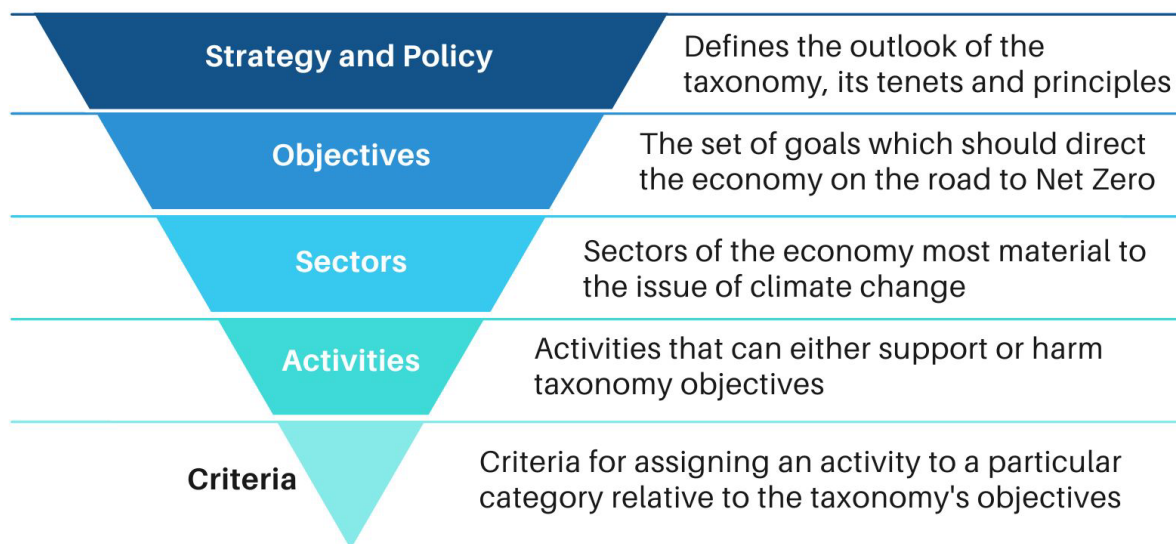 Strategy and Policy
Defines the outlook of the
taxonomy, its tenets and principles
Objectives
The set of goals which should direct
the economy on the road to Net Zero
Sectors
Sectors of the economy most material to
the issue of climate change
Activities
Activities that can either support or harm
taxonomy objectives
Criteria
Criteria for assigning an activity to a particular
category relative to the taxonomy's objectives